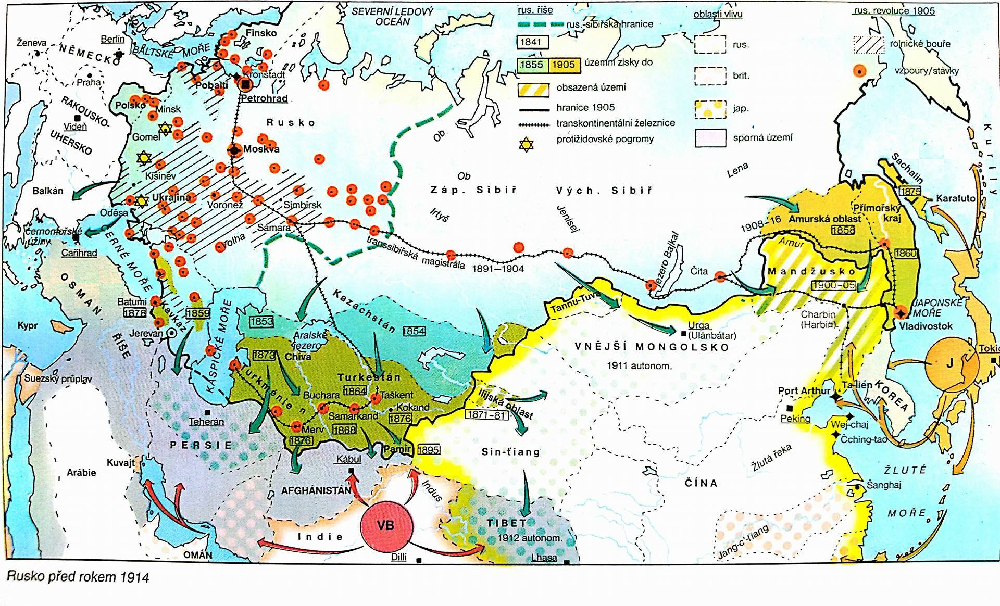 SEVERNÍ LEDOVÝ
OCEÁN
rus. říše
rus.-sibiřská hranice
1841
1855
1905
územní zisky do
obsazená území
hranice 1905
transkontinentální železnice
protižidovské pogromy
oblasti vlivu
rus.
brit.
jap.
sporná území
rus. revoluce 1905
rolnické bouře
vzpoury/stávky
Ženeva
Berlín
NĚMECKO
BALTSKÉ MOŘE
Finsko
Praha
Pobaltí
Kronstadt
Petrohrad
RAKOUSKO-
UHERSKO
Vídeň
Polsko
Minsk
Gomel
Rusko
Moskva
Kišiněv
Balkán
Ukrajina
Oděsa
Voroněž
Simbirsk
Samara
Volha
Černomořské
úžiny
Cařihrad
ČERNÉ MOŘE
OSMAN.
ŘÍŠE
Ob
Ob
Záp. Sibiř
Vých. Sibiř
Lena
Irtyš
Jenisej
transsibiřská magistrála
1891–1904
Jezero Bajkal
Čita
1908–16
Amurská oblast
1858
Přímořský
kraj
Sachalin
1875
Karafuto
Kurily
Amur
1860
Mandžusko
1900-05
Charbin
(Harbin)
JAPONSKÉ
MOŘE
Vladivostok
Batumi
1878
Kavkaz
1859
Jerevan
Kypr
Suezský průplav
KASPICKÉ MOŘE
Kazachstán
1853
1854
Aralské
jezero
1873
Chiva
Turkménie n
Turkestán
1864
Buchara
Taškent
Samarkand
1868
Kokand
1876
Merv
1876
Pamír
1895
Tannu-Tuva
Urga
(Ulánbátar)
VNĚJŠÍ MONGOLSKO
1911 autonom.
Ilijská oblast
1871-81
Sin-ťiang
Port Arthur
Ta-lien
KOREA
J
Tokio
Peking
Wej-chaj
Čching-tao
Žlutá řeka
ČÍNA
ŽLUTÉ
MOŘE
Šanghaj
Jang-c'-ťiang
Teherán
PERSIE
Kuvajt
Arábie
Kábul
AFGHÁNISTÁN
Indus
VB
Indie
Dillí
OMÁN
TIBET
1912 autonom.
Lhasa
Rusko před rokem 1914